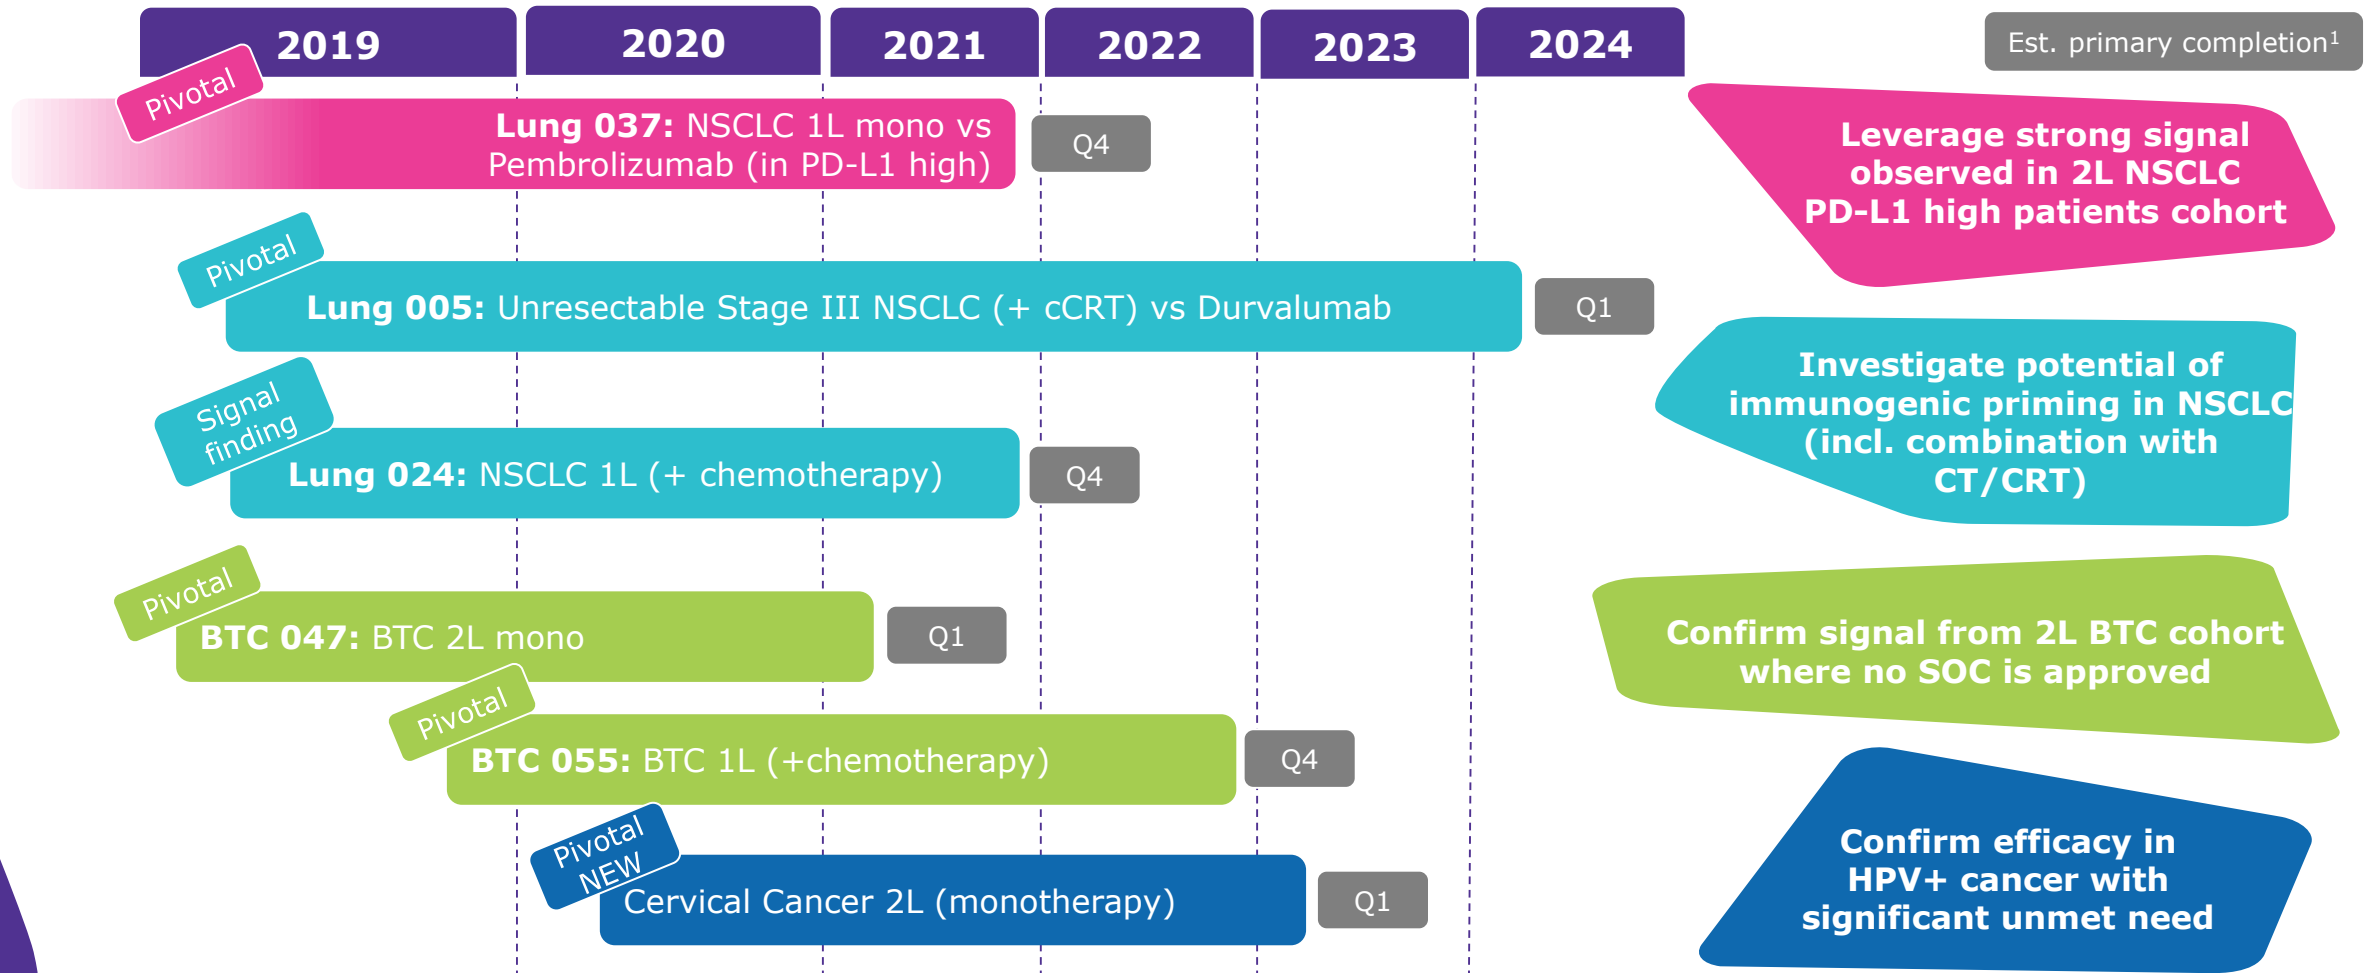 2019
2020
2021
2022
2023
2024
Est. primary completion¹
Pivotal
Lung 037: NSCLC 1L mono vs
Pembrolizumab (in PD-L1 high)
Q4
Leverage strong signal
observed in 2L NSCLC
PD-L1 high patients cohort
Pivotal
Lung 005: Unresectable Stage III NSCLC (+ cCRT) vs Durvalumab
Q1
Investigate potential of
immunogenic priming in NSCLC
(incl. combination with
CT/CRT)
Signal
finding
Lung 024: NSCLC 1L (+ chemotherapy)
Q4
Pivotal
BTC 047: BTC 2L mono
Q1
Confirm signal from 2L BTC cohort
where no SOC is approved
Pivotal
BTC 055: BTC 1L (+chemotherapy)
Q4
Pivotal
NEW
Cervical Cancer 2L (monotherapy)
Q1
Confirm efficacy in
HPV+ cancer with
significant unmet need